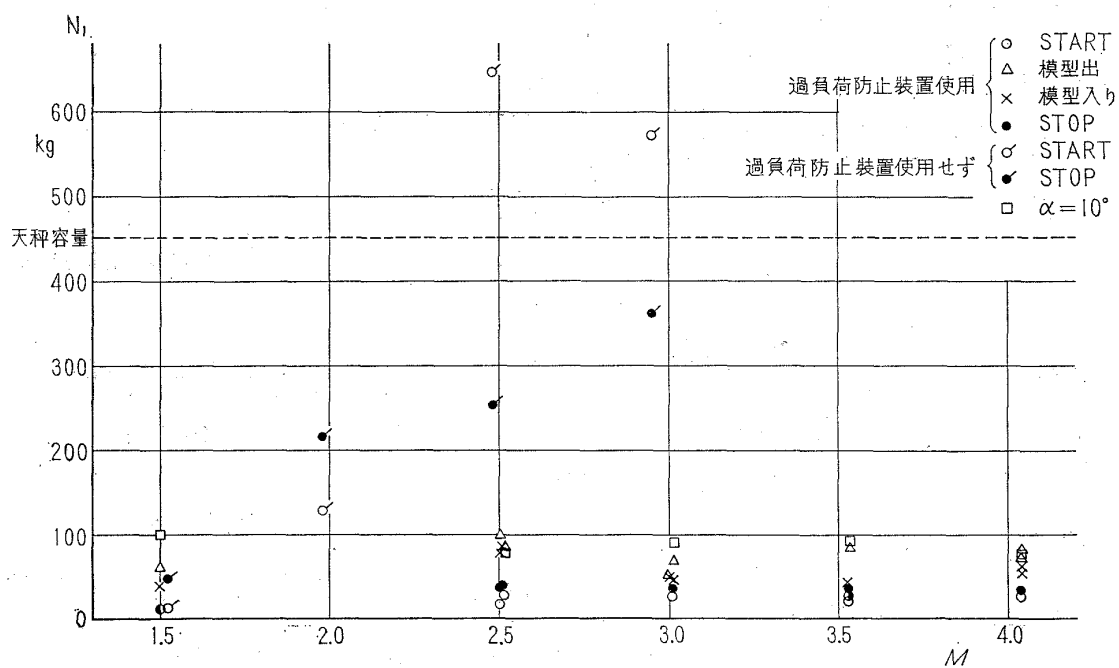 N₁
kg
600
500
天秤容量
400
300
200
100
0
1.5
2.0
2.5
3.0
3.5
4.0
M
過負荷防止装置使用
○ START
△ 模型出
× 模型入り
● STOP
過負荷防止装置使用せず
START
STOP
□ α=10°